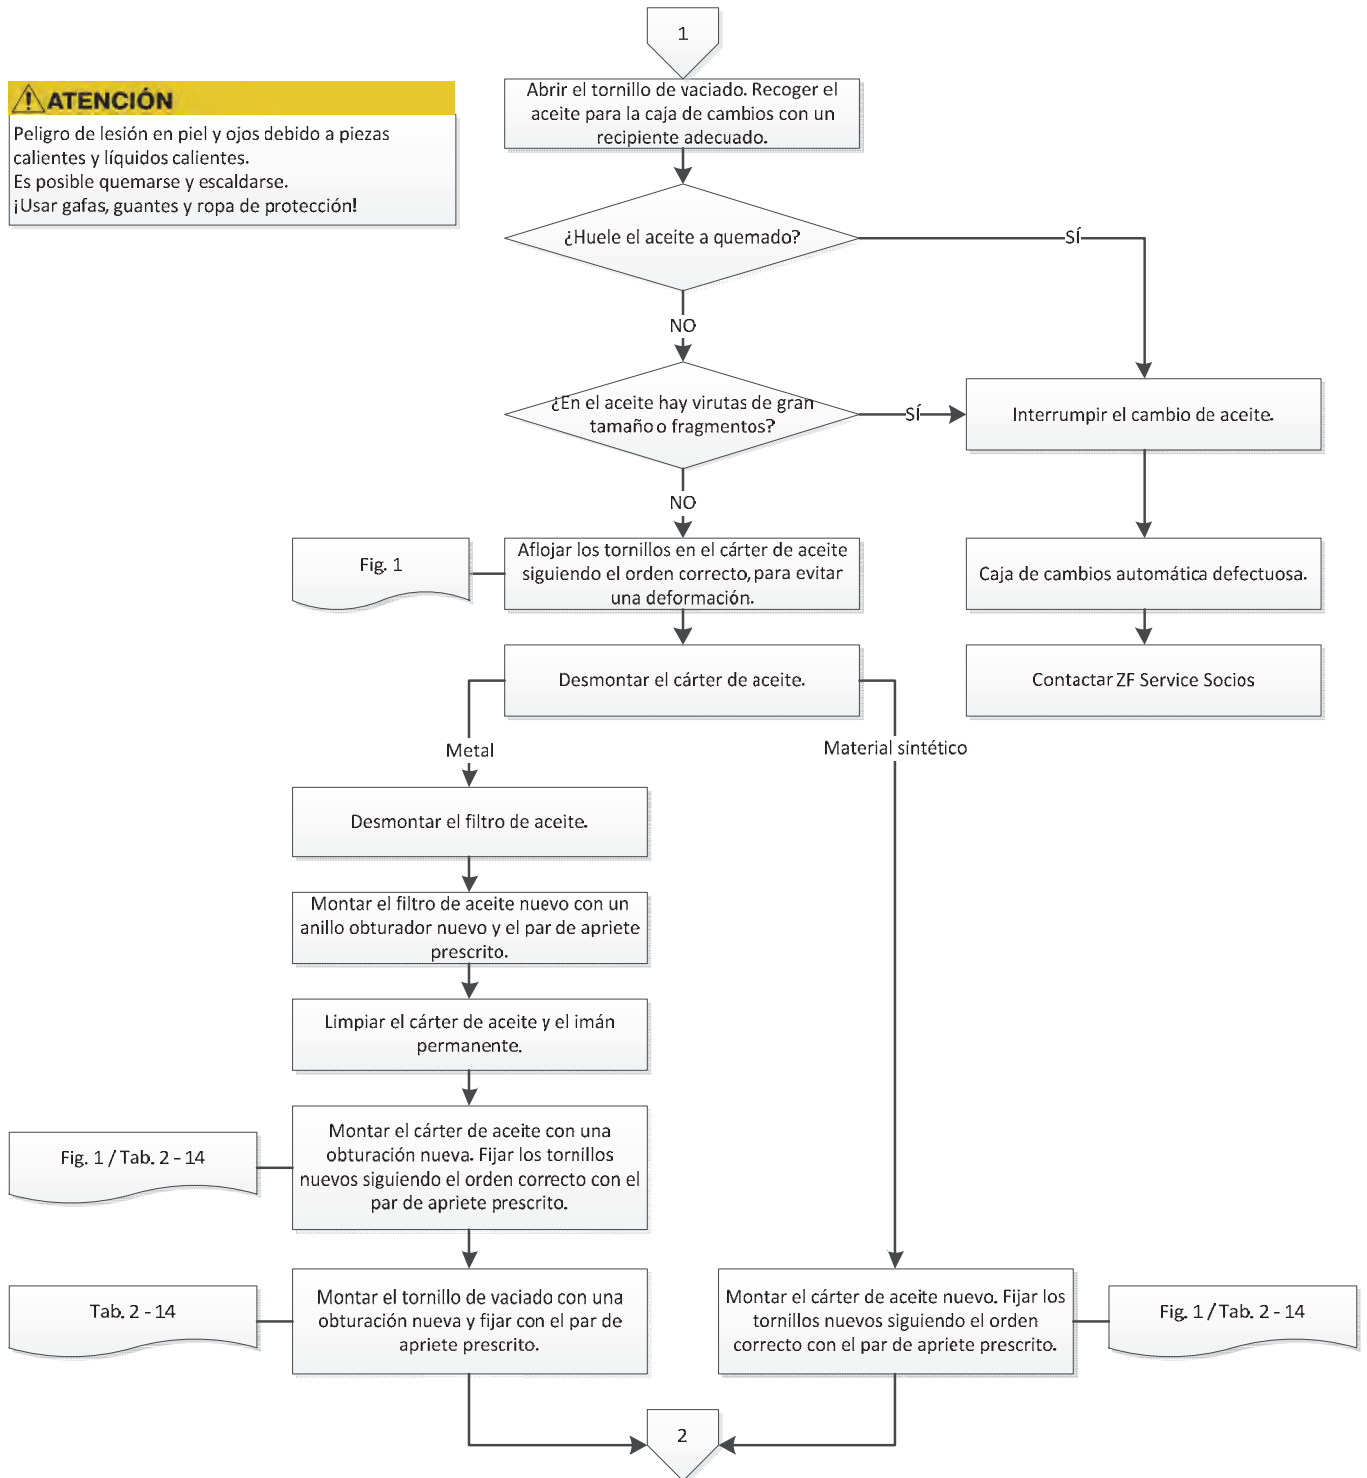 1
Abrir el tornillo de vaciado. Recoger el
aceite para la caja de cambios con un
recipiente adecuado.
ATENCIÓN
Peligro de lesión en piel y ojos debido a piezas
calientes y líquidos calientes.
Es posible quemarse y escaldarse.
¡Usar gafas, guantes y ropa de protección!
¿Huele el aceite a quemado?
SÍ
NO
¿En el aceite hay virutas de gran
tamaño o fragmentos?
SÍ
Interrumpir el cambio de aceite.
NO
Fig. 1
Aflojar los tornillos en el cárter de aceite
siguiendo el orden correcto, para evitar
una deformación.
Caja de cambios automática defectuosa.
Desmontar el cárter de aceite.
Contactar ZF Service Socios
Metal
Material sintético
Desmontar el filtro de aceite.
Montar el filtro de aceite nuevo con un
anillo obturador nuevo y el par de apriete
prescrito.
Limpiar el cárter de aceite y el imán
permanente.
Fig. 1 / Tab. 2 - 14
Montar el cárter de aceite con una
obturación nueva. Fijar los tornillos
nuevos siguiendo el orden correcto con el
par de apriete prescrito.
Tab. 2 - 14
Montar el tornillo de vaciado con una
obturación nueva y fijar con el par de
apriete prescrito.
Montar el cárter de aceite nuevo. Fijar los
tornillos nuevos siguiendo el orden
correcto con el par de apriete prescrito.
Fig. 1 / Tab. 2 - 14
2